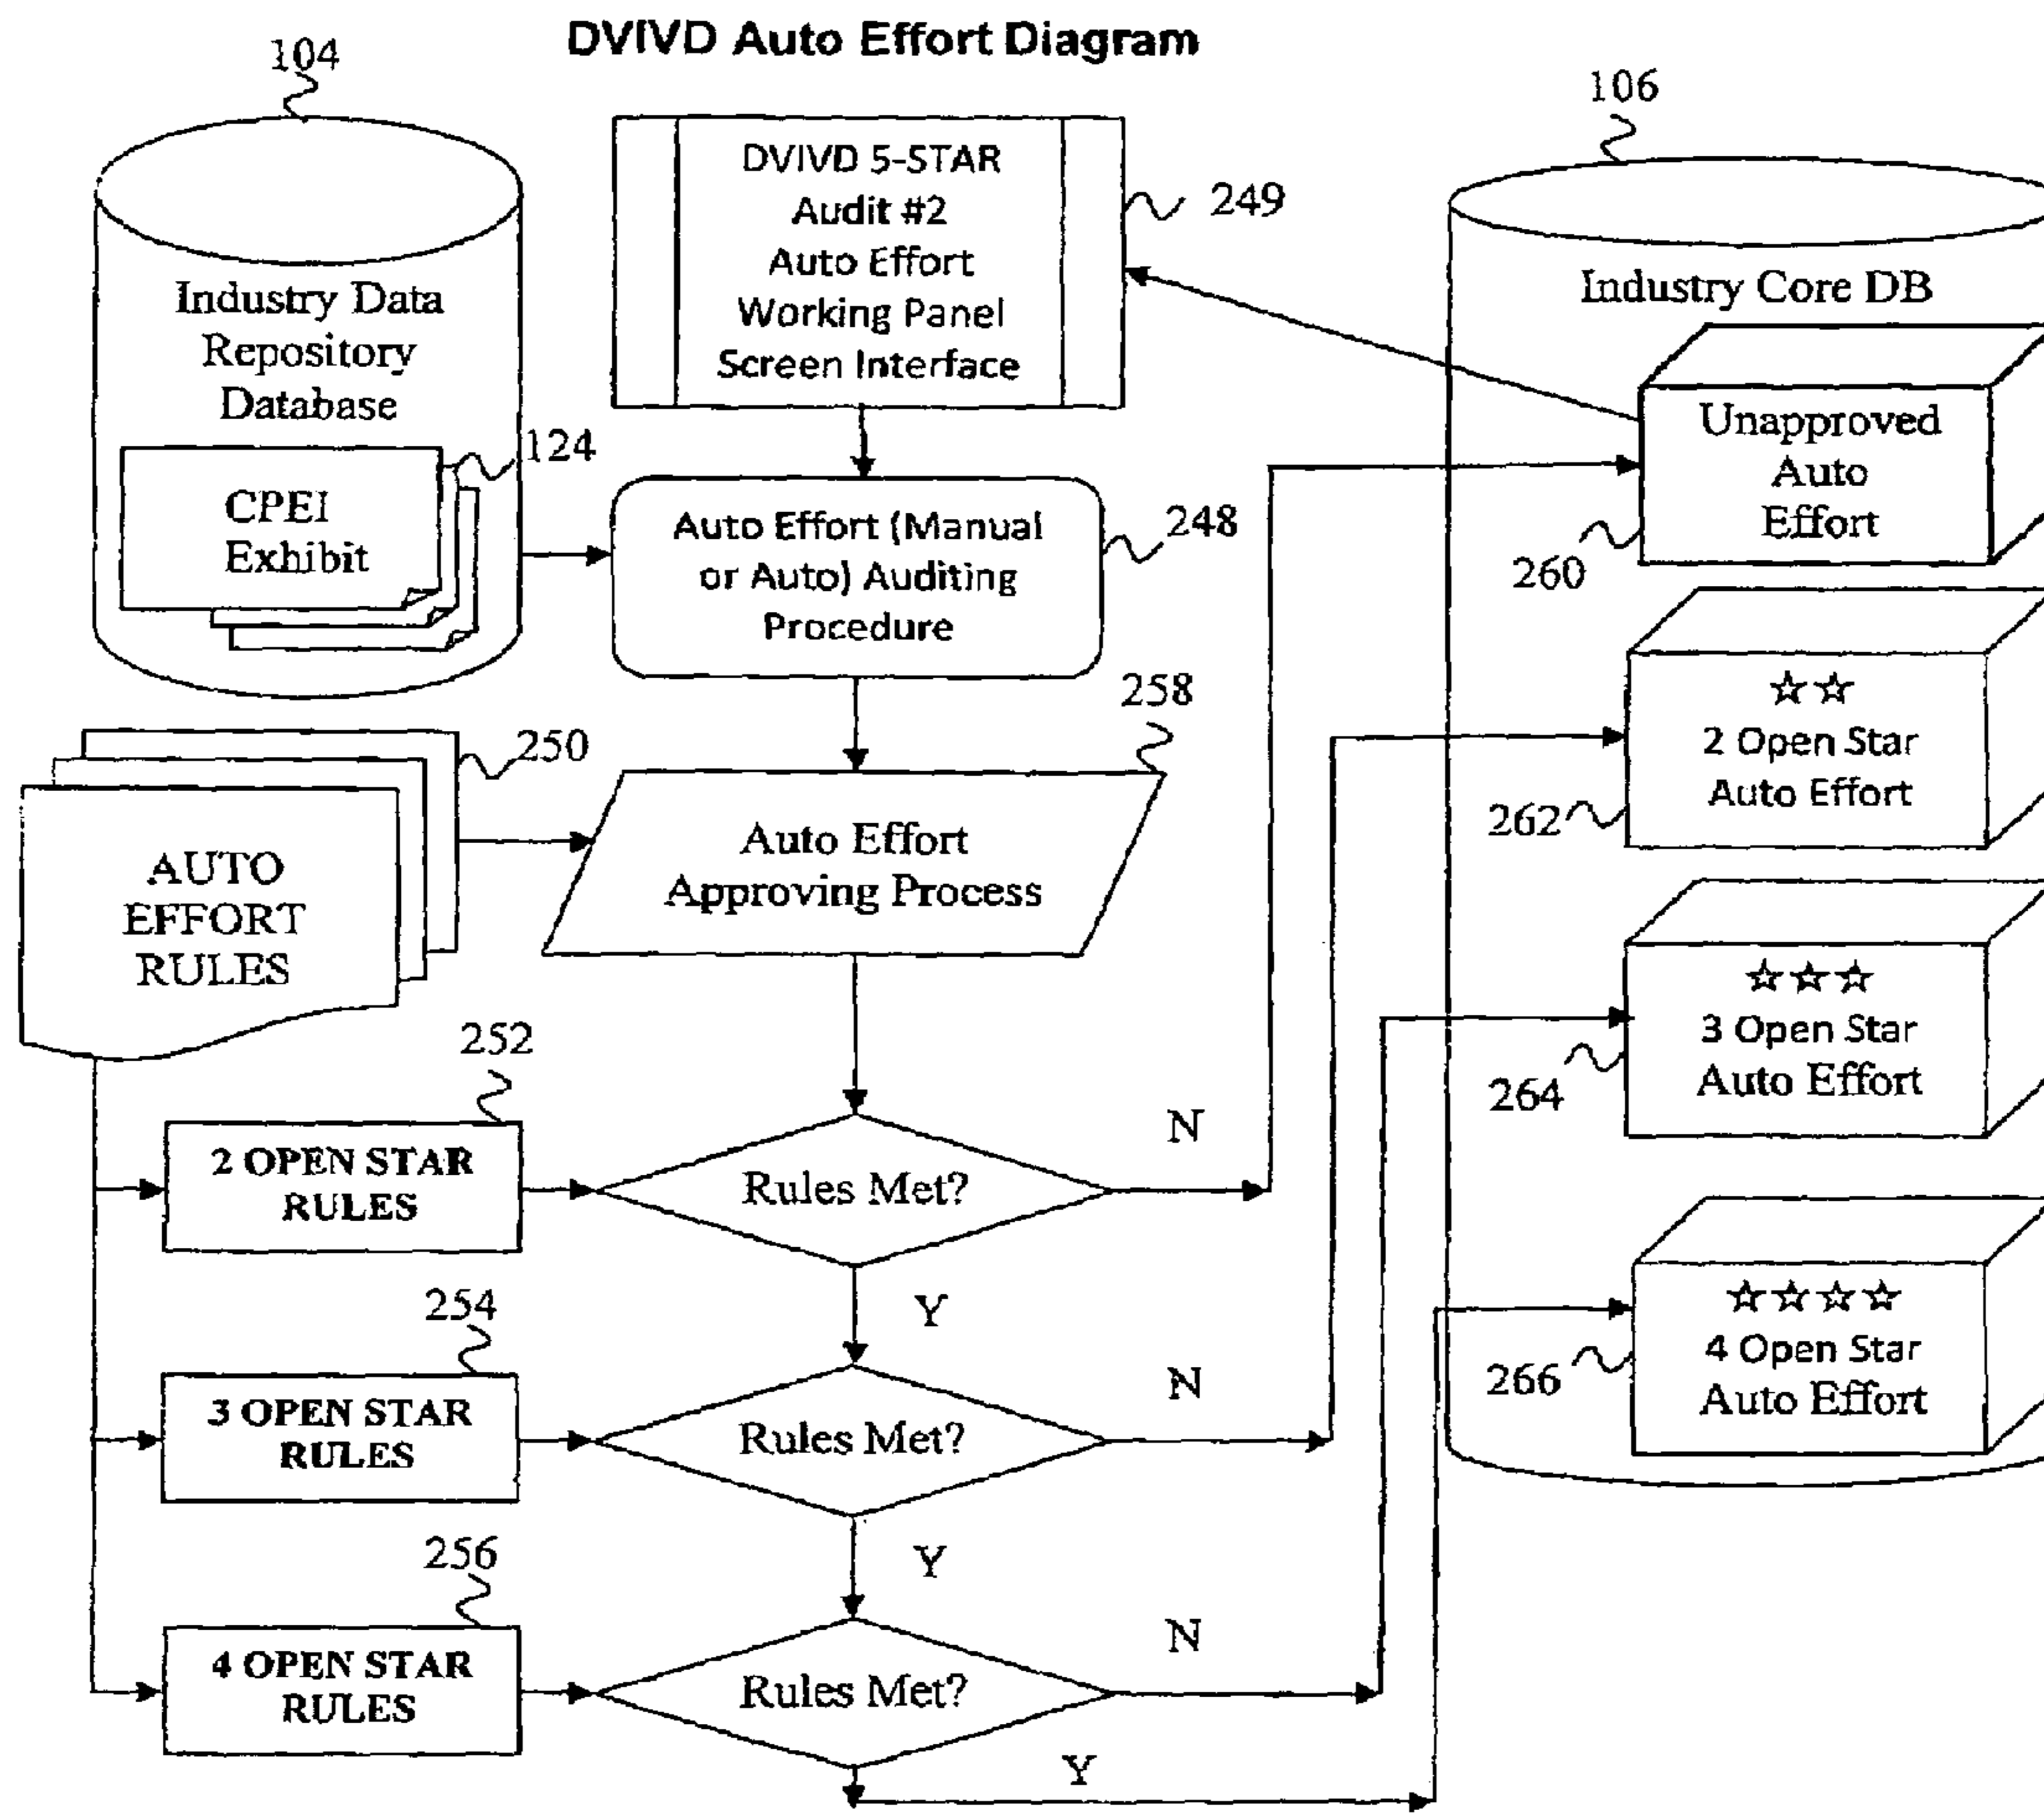 DVIVD Auto Effort Diagram
104
106
DVIVD 5-STAR
Audit #2
Auto Effort
Working Panel
Screen Interface
249
Industry Data
Repository
Database
124
CPEI
Exhibit
Industry Core DB
Unapproved
Auto
Effort
260
Auto Effort (Manual
or Auto) Auditing
Procedure
248
258
250
AUTO
EFFORT
RULES
Auto Effort
Approving Process
☆☆
2 Open Star
Auto Effort
262
☆☆☆
3 Open Star
Auto Effort
264
252
2 OPEN STAR
RULES
Rules Met?
N
Y
☆☆☆☆
4 Open Star
Auto Effort
266
254
3 OPEN STAR
RULES
Rules Met?
N
Y
256
4 OPEN STAR
RULES
Rules Met?
N
Y